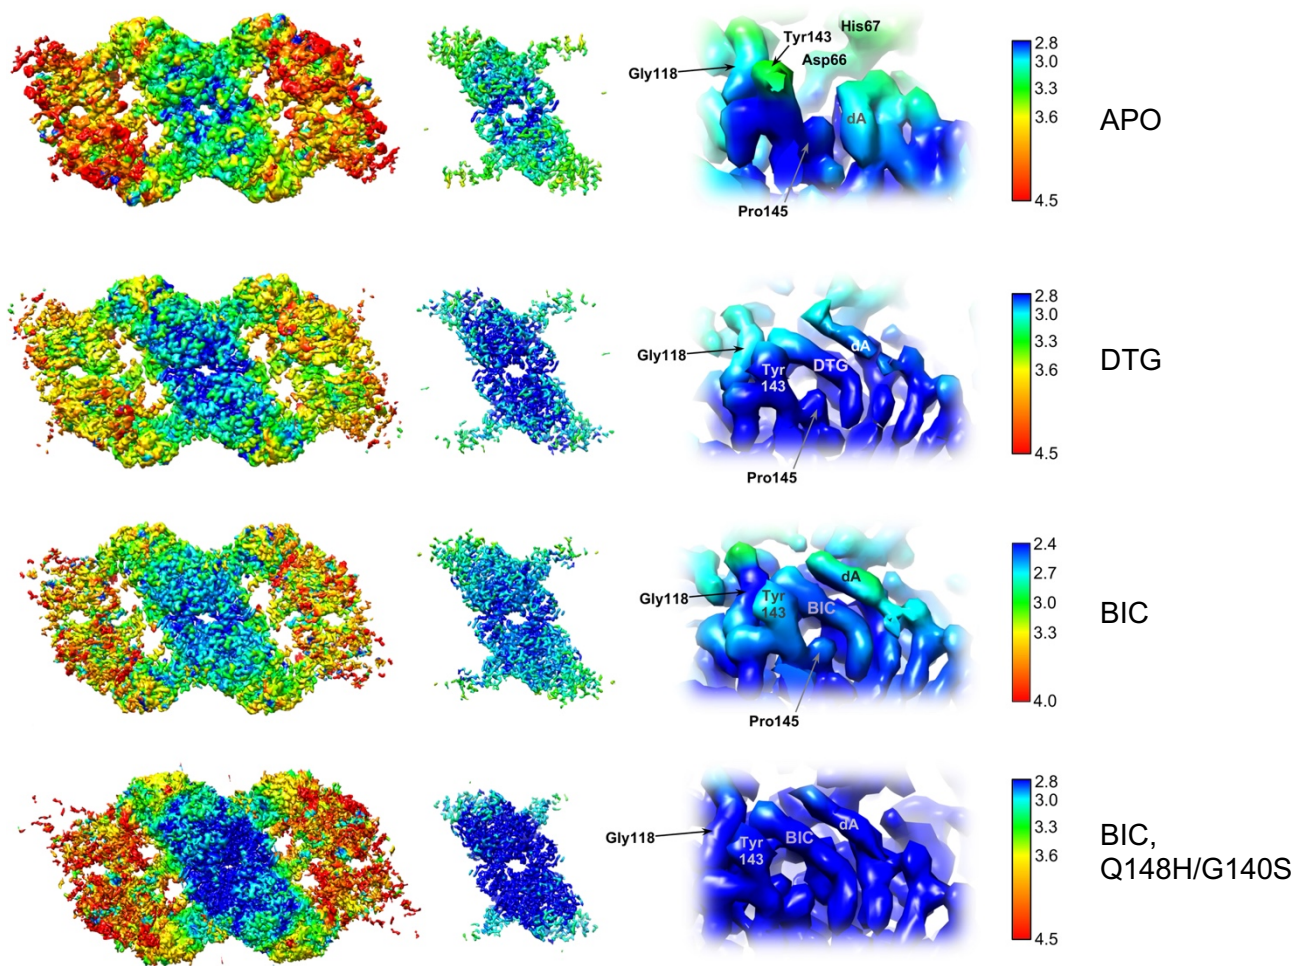 His67
Tyr143
Asp66
Gly118
dA
Pro145
2.8
3.0
3.3
3.6
4.5
APO
Gly118
Tyr
143
DTG
dA
Pro145
2.8
3.0
3.3
3.6
4.5
DTG
Gly118
Tyr
143
BIC
dA
Pro145
2.4
2.7
3.0
3.3
4.0
BIC
Gly118
Tyr
143
BIC
dA
2.8
3.0
3.3
3.6
4.5
BIC,
Q148H/G140S